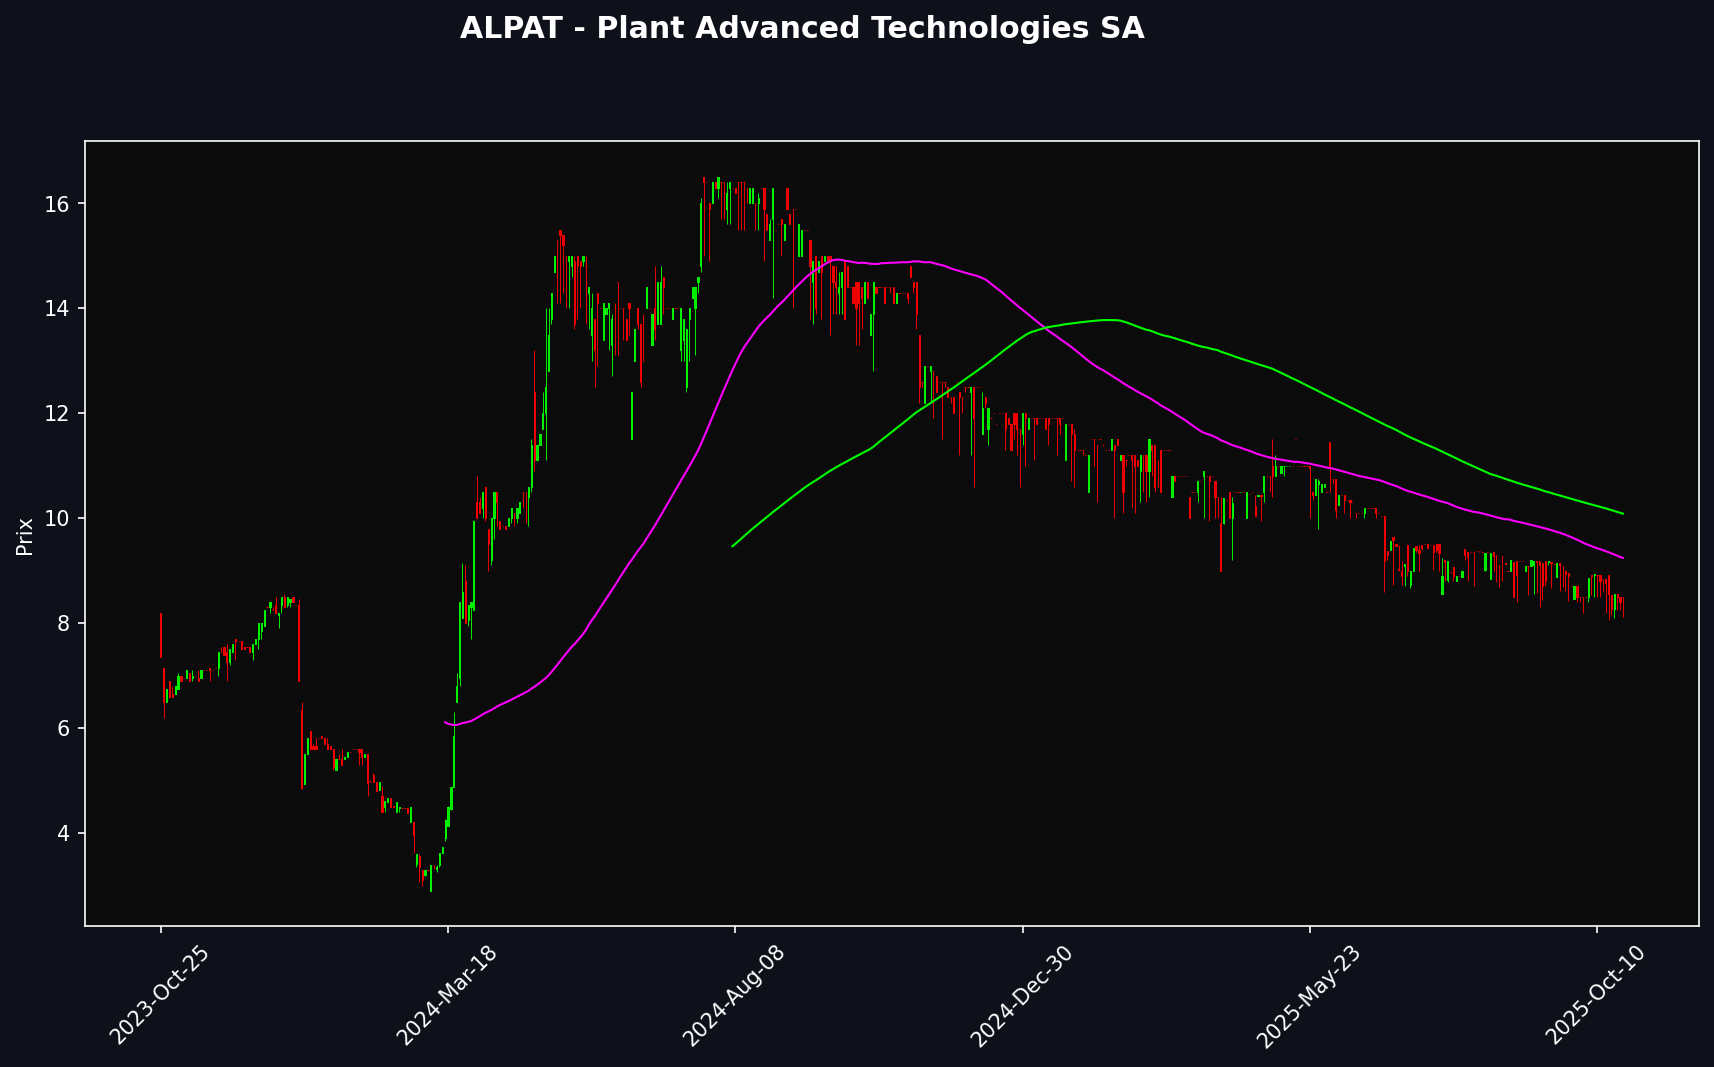 ALPAT - Plant Advanced Technologies SA
16
14
12
10
8
6
4
Prix
2023-Oct-25
2024-Mar-18
2024-Aug-08
2024-Dec-30
2025-May-23
2025-Oct-10